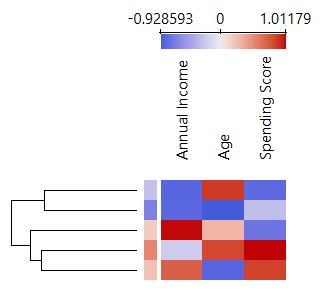 -0.928593 0 1.01179
Annual Income
Age
Spending Score